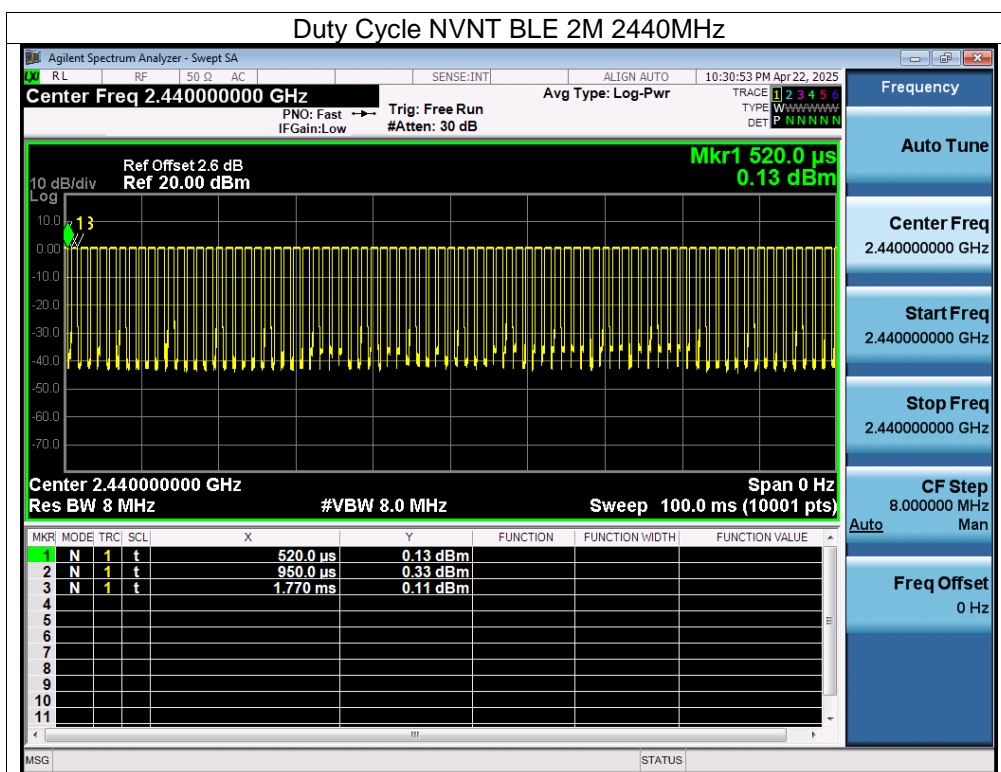 Duty Cycle NVNT BLE 2M 2440MHz
Agilent Spectrum Analyzer - Swept SA
LXI RL RF 50 Ω AC SENSE:INT ALIGN AUTO 10:30:53 PM Apr 22, 2025
Center Freq 2.440000000 GHz
PNO: Fast
IFGain:Low
Trig: Free Run
#Atten: 30 dB
Avg Type: Log-Pwr
TRACE 1 2 3 4 5 6
TYPE WWWWWW
DET P N N N N N
Frequency
Ref Offset 2.6 dB
10 dB/div Ref 20.00 dBm
Log
Mkr1 520.0 µs
0.13 dBm
10.0
0.00
-10.0
-20.0
-30.0
-40.0
-50.0
-60.0
-70.0
13
Center 2.440000000 GHz Span 0 Hz
Res BW 8 MHz #VBW 8.0 MHz Sweep 100.0 ms (10001 pts)
MKR MODE TRC SCL X Y FUNCTION FUNCTION WIDTH FUNCTION VALUE
1 N 1 t 520.0 µs 0.13 dBm
2 N 1 t 950.0 µs 0.33 dBm
3 N 1 t 1.770 ms 0.11 dBm
4
5
6
7
8
9
10
11
MSG STATUS
Auto Tune
Center Freq
2.440000000 GHz
Start Freq
2.440000000 GHz
Stop Freq
2.440000000 GHz
CF Step
8.000000 MHz
Auto Man
Freq Offset
0 Hz